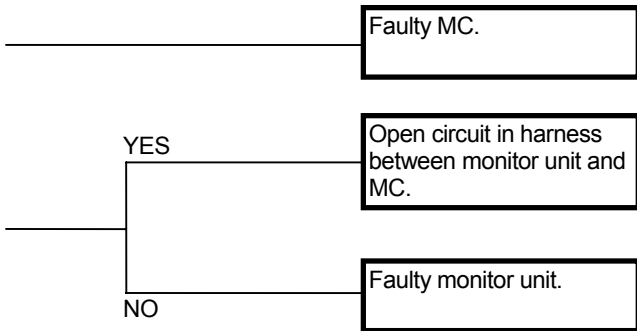 Faulty MC.
YES
Open circuit in harness
between monitor unit and
MC.
Faulty monitor unit.
NO